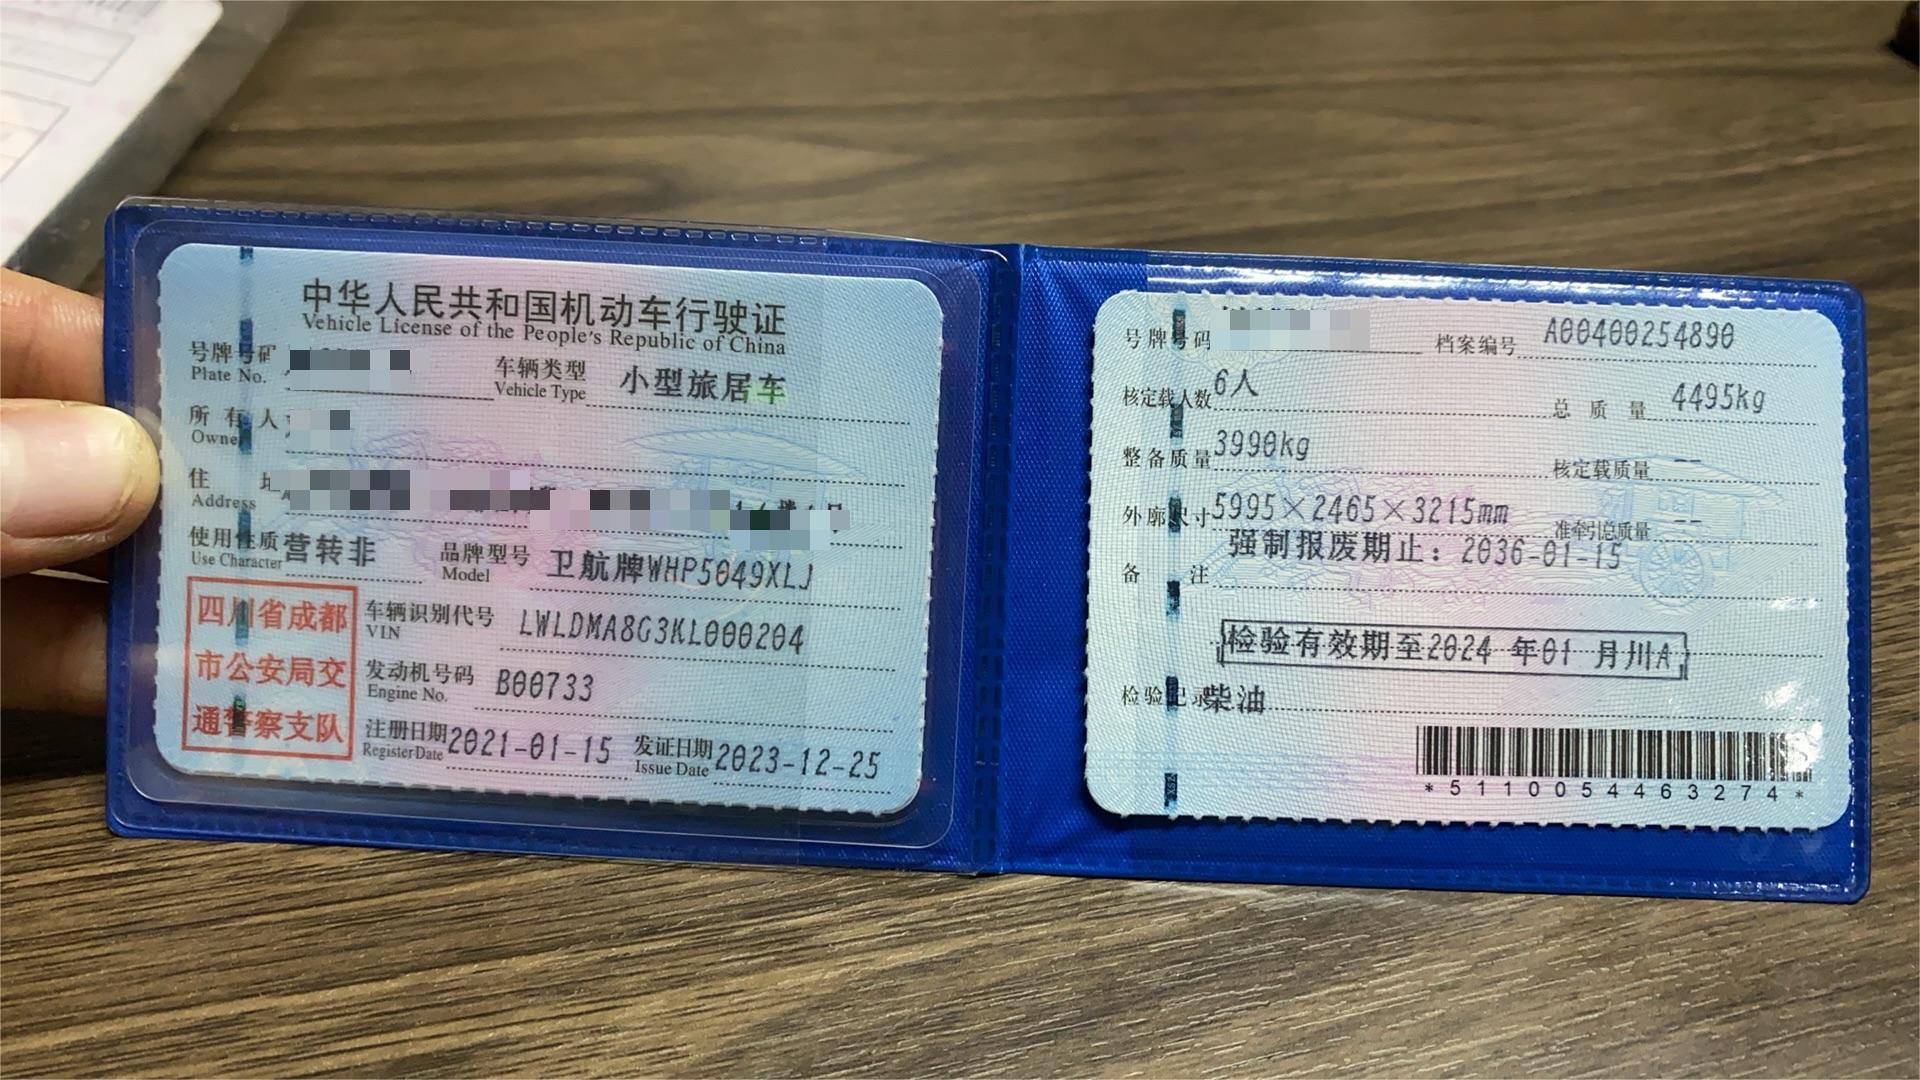 中华人民共和国机动车行驶证
Vehicle License of the People's Republic of China
号牌号码
Plate No.
车辆类型 小型旅居车
Vehicle Type
所有人
Owner
住 址
Address
使用性质 营转非
Use Character
品牌型号 卫航牌WHP5049XLJ
Model
四川省成都
市公安局交
通警察支队
车辆识别代号 LWLDMA8G3KL000204
VIN
发动机号码 B00733
Engine No.
注册日期 2021-01-15
Register Date
发证日期 2023-12-25
Issue Date
号牌号码
档案编号 A00400254890
核定载人数 6人
总质量 4495kg
整备质量 3990kg
核定载质量 --
外廓尺寸 5995×2465×3215mm
准牵引总质量 --
强制报废期止：2036-01-15
备 注
检验有效期至2024 年01 月川A
检验记录 柴油
*5110054463274*